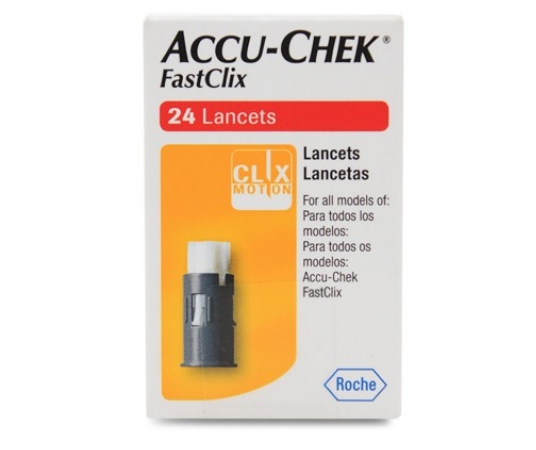 ACCU-CHEK®
FastClix
24 Lancets
CLIX
MOTION
Lancets
Lancetas
For all models of:
Para todos los
modelos:
Para todos os
modelos:
Accu-Chek
FastClix
Roche